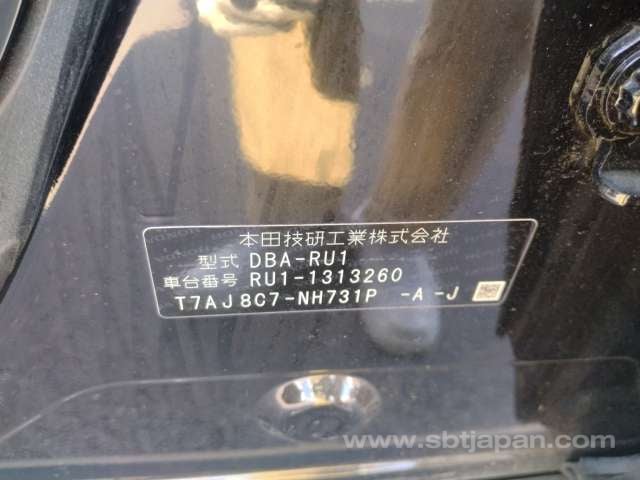 本田技研工業株式会社
型式 DBA-RU1
車台番号 RU1-1313260
T7AJ8C7-NH731P -A -J
www.sbtjapan.com